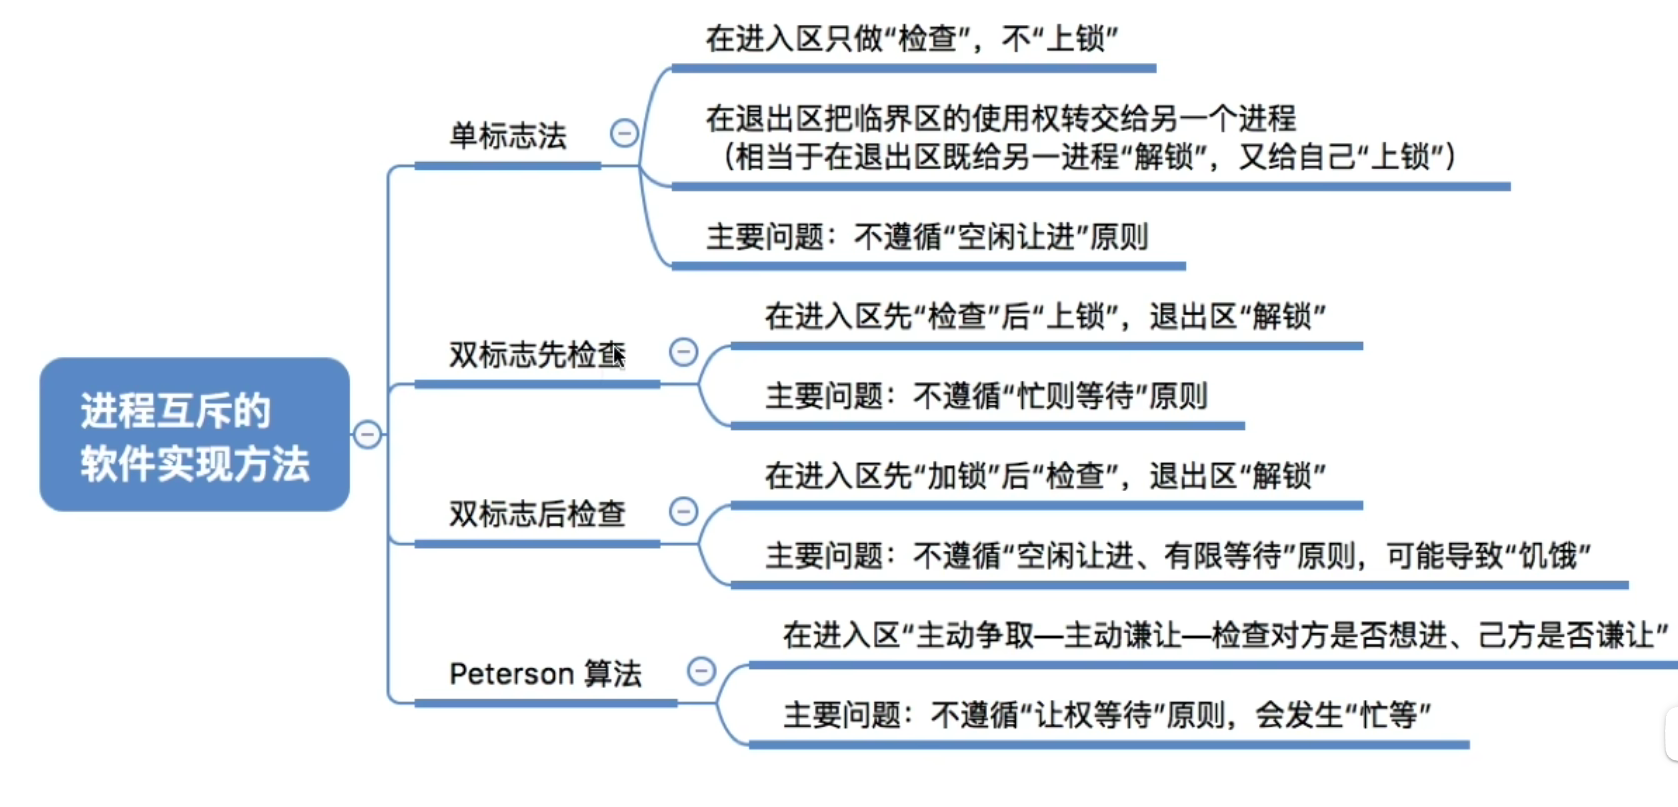 进程互斥的
软件实现方法
单标志法
在进入区只做“检查”，不“上锁”
在退出区把临界区的使用权转交给另一个进程
（相当于在退出区既给另一进程“解锁”，又给自己“上锁”）
主要问题：不遵循“空闲让进”原则
双标志先检查
在进入区先“检查”后“上锁”，退出区“解锁”
主要问题：不遵循“忙则等待”原则
双标志后检查
在进入区先“加锁”后“检查”，退出区“解锁”
主要问题：不遵循“空闲让进、有限等待”原则，可能导致“饥饿”
Peterson 算法
在进入区“主动争取—主动谦让—检查对方是否想进、己方是否谦让”
主要问题：不遵循“让权等待”原则，会发生“忙等”